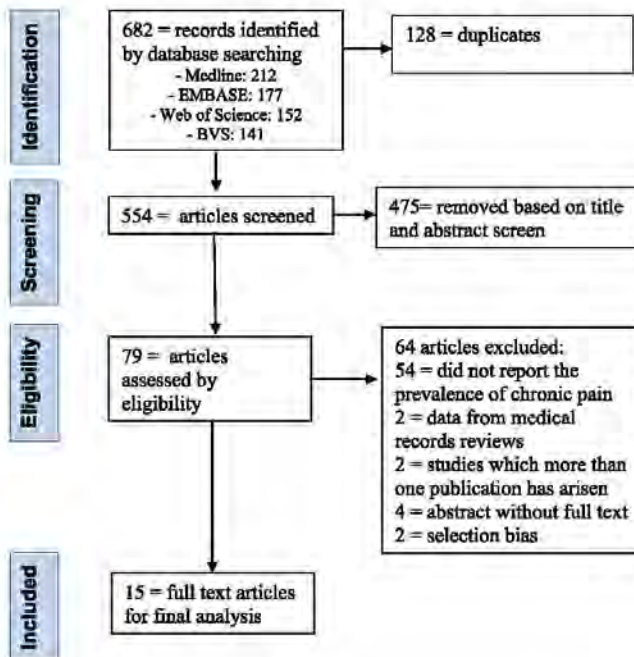 Identification
682 = records identified
by database searching
- Medline: 212
- EMBASE: 177
- Web of Science: 152
- BVS: 141
128 = duplicates
Screening
554 = articles screened
475= removed based on title
and abstract screen
Eligibility
79 = articles
assessed by
eligibility
64 articles excluded:
54 = did not report the
prevalence of chronic pain
2 = data from medical
records reviews
2 = studies which more than
one publication has arisen
4 = abstract without full text
2 = selection bias
Included
15 = full text articles
for final analysis